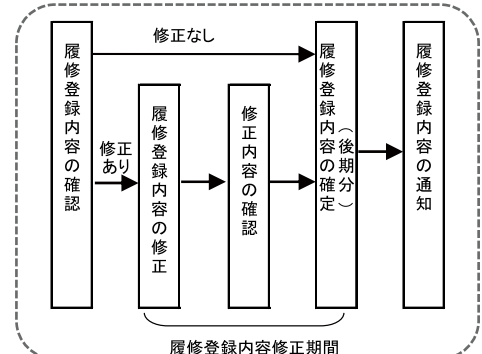 修正なし
履修登録内容の確認
修正
あり
履修登録内容の修正
修正内容の確認
履修登録内容の確定
（後期分）
履修登録内容の通知
履修登録内容修正期間